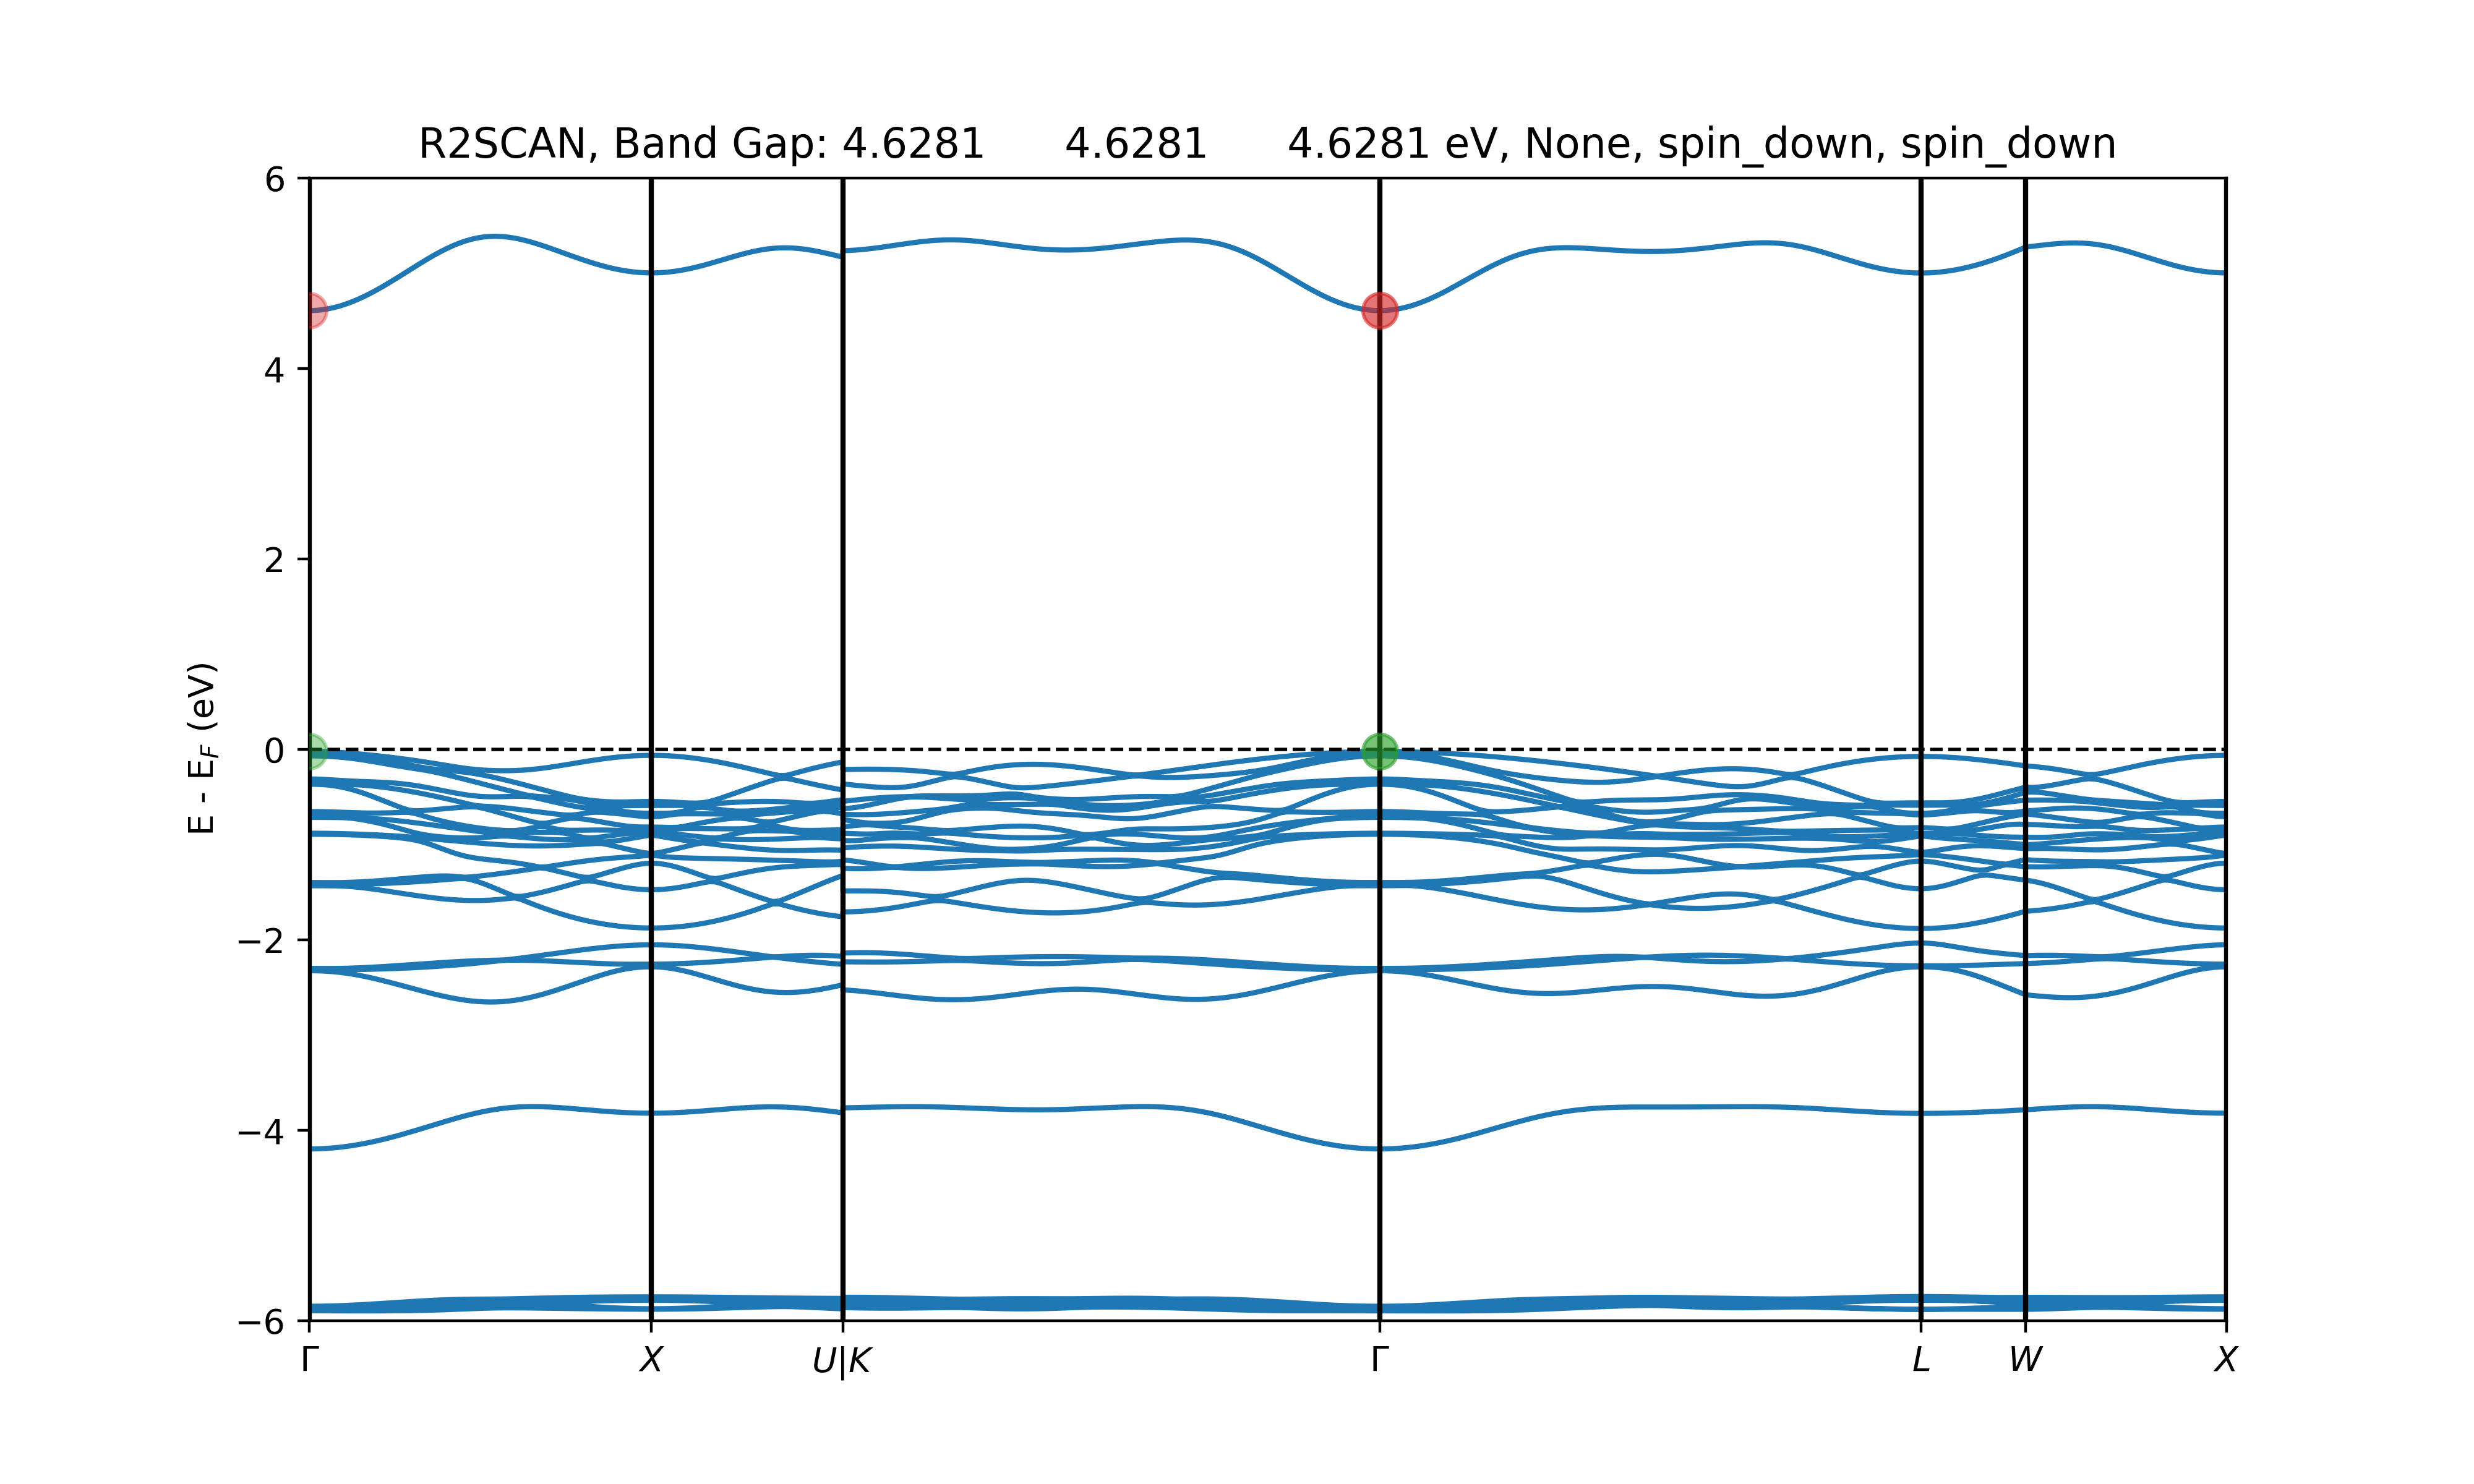 R2SCAN, Band Gap: 4.6281 4.6281 4.6281 eV, None, spin_down, spin_down
6
4
2
0
−2
−4
−6
E - E_F (eV)
Γ X U|K Γ L W X